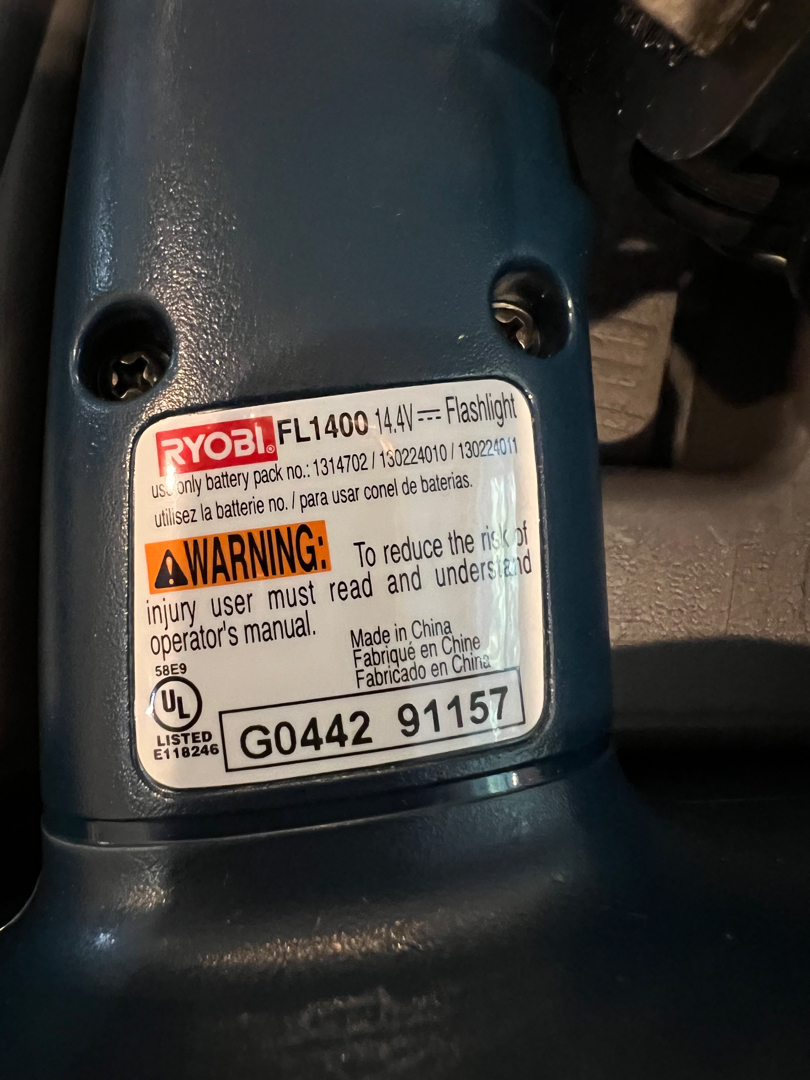 RYOBI® FL1400 14.4V ⎓ Flashlight
use only battery pack no.: 1314702 / 130224010 / 130224011
utilisez la batterie no. / para usar conel de baterias.
⚠WARNING: To reduce the risk of
injury user must read and understand
operator's manual.
Made in China
Fabriqué en Chine
Fabricado en China
58E9
UL
LISTED
E118246
G0442 91157